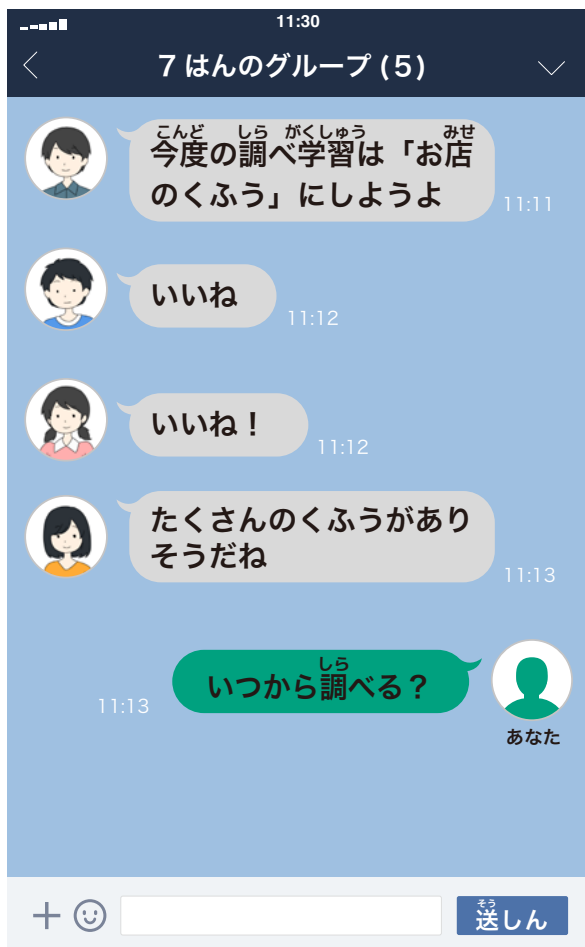 11:30
7はんのグループ(5)
こんど しら がくしゅう みせ
今度の調べ学習は「お店
のくふう」にしようよ
11:11
いいね
11:12
いいね！
11:12
たくさんのくふうがあり
そうだね
11:13
しら
いつから調べる？
11:13
あなた
そう
送しん